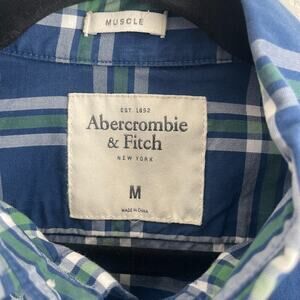 MUSCLE
EST. 1892
Abercrombie
& Fitch
NEW YORK
M
MADE IN CHINA